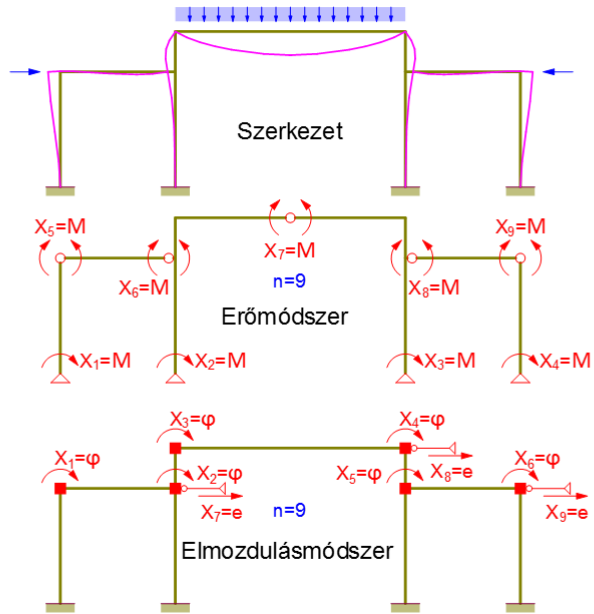 Szerkezet
X₅=M
X₆=M
X₇=M
X₈=M
X₉=M
n=9
Erőmódszer
X₁=M
X₂=M
X₃=M
X₄=M
X₃=φ
X₄=φ
X₁=φ
X₂=φ
X₅=φ
X₈=e
X₆=φ
X₇=e
n=9
X₉=e
Elmozdulásmódszer